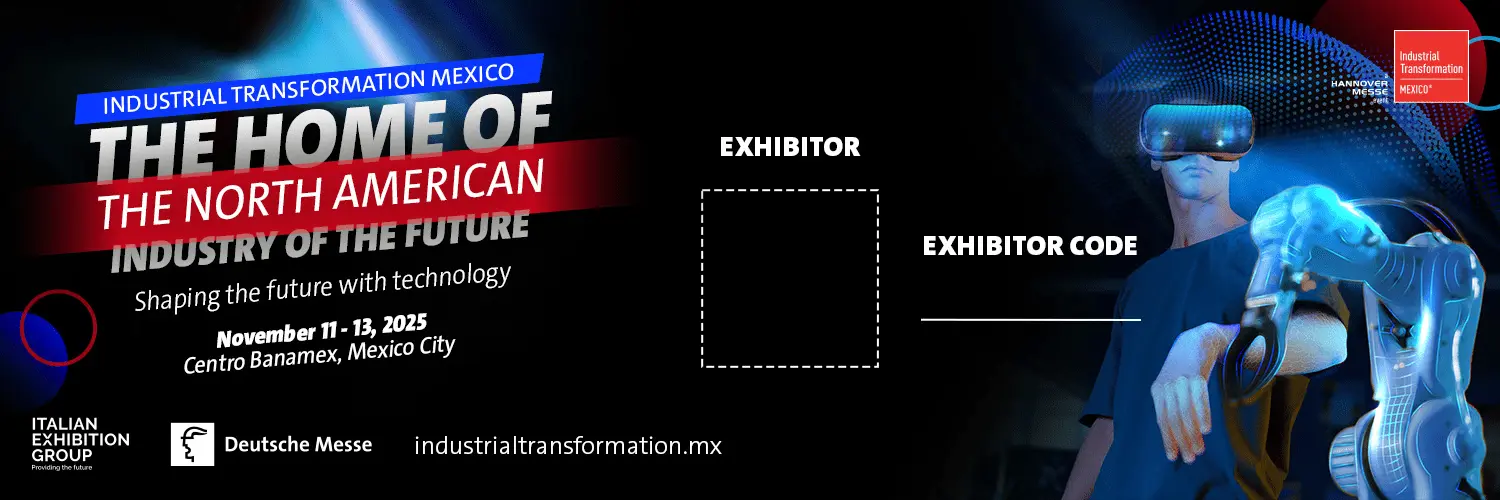 INDUSTRIAL TRANSFORMATION MEXICO
THE HOME OF
THE NORTH AMERICAN
INDUSTRY OF THE FUTURE
Shaping the future with technology
November 11 - 13, 2025
Centro Banamex, Mexico City
ITALIAN
EXHIBITION
GROUP
Providing the future
Deutsche Messe
industrialtransformation.mx
EXHIBITOR
EXHIBITOR CODE
HANNOVER
MESSE
event
Industrial
Transformation
MEXICO*